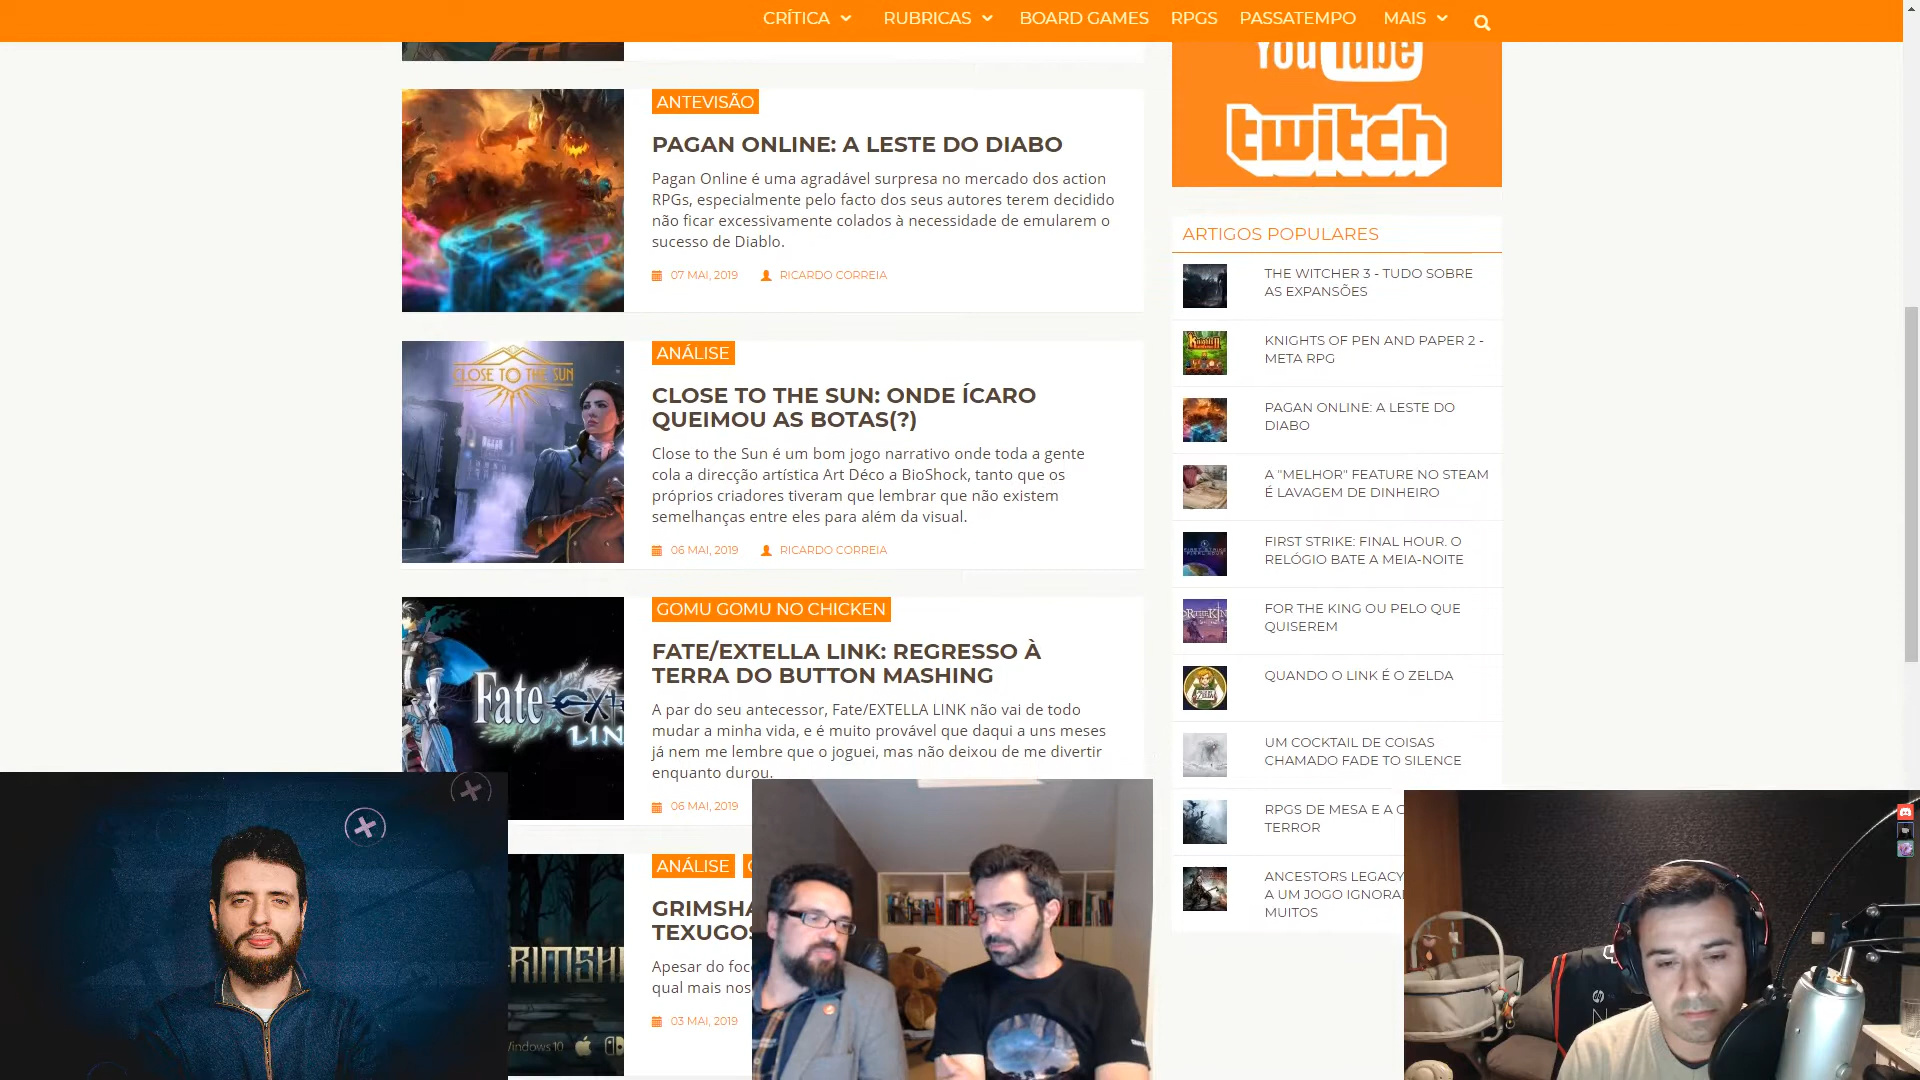 CRÍTICA
RUBRICAS
BOARD GAMES
RPGS
PASSATEMPO
MAIS
ANTEVISÃO
PAGAN ONLINE: A LESTE DO DIABO
Pagan Online é uma agradável surpresa no mercado dos action
RPGs, especialmente pelo facto dos seus autores terem decidido
não ficar excessivamente colados à necessidade de emularem o
sucesso de Diablo.
07 MAI, 2019 RICARDO CORREIA
CLOSE TO THE SUN
ANÁLISE
CLOSE TO THE SUN: ONDE ÍCARO
QUEIMOU AS BOTAS(?)
Close to the Sun é um bom jogo narrativo onde toda a gente
cola a direcção artística Art Déco a BioShock, tanto que os
próprios criadores tiveram que lembrar que não existem
semelhanças entre eles para além da visual.
06 MAI, 2019 RICARDO CORREIA
Fate
LIN
GOMU GOMU NO CHICKEN
FATE/EXTELLA LINK: REGRESSO À
TERRA DO BUTTON MASHING
A par do seu antecessor, Fate/EXTELLA LINK não vai de todo
mudar a minha vida, e é muito provável que daqui a uns meses
já nem me lembre que o joguei, mas não deixou de me divertir
enquanto durou.
06 MAI, 2019
RIMSH
Windows 10
ANÁLISE
GRIMSHA
TEXUGOS
Apesar do foc
qual mais nos
03 MAI, 2019
YouTube
twitch
ARTIGOS POPULARES
THE WITCHER 3 - TUDO SOBRE
AS EXPANSÕES
KNIGHTS OF PEN AND PAPER 2 -
META RPG
PAGAN ONLINE: A LESTE DO
DIABO
A "MELHOR" FEATURE NO STEAM
É LAVAGEM DE DINHEIRO
FIRST STRIKE: FINAL HOUR. O
RELÓGIO BATE A MEIA-NOITE
FOR THE KING OU PELO QUE
QUISEREM
QUANDO O LINK É O ZELDA
UM COCKTAIL DE COISAS
CHAMADO FADE TO SILENCE
RPGS DE MESA E A
TERROR
ANCESTORS LEGACY
A UM JOGO IGNORA
MUITOS